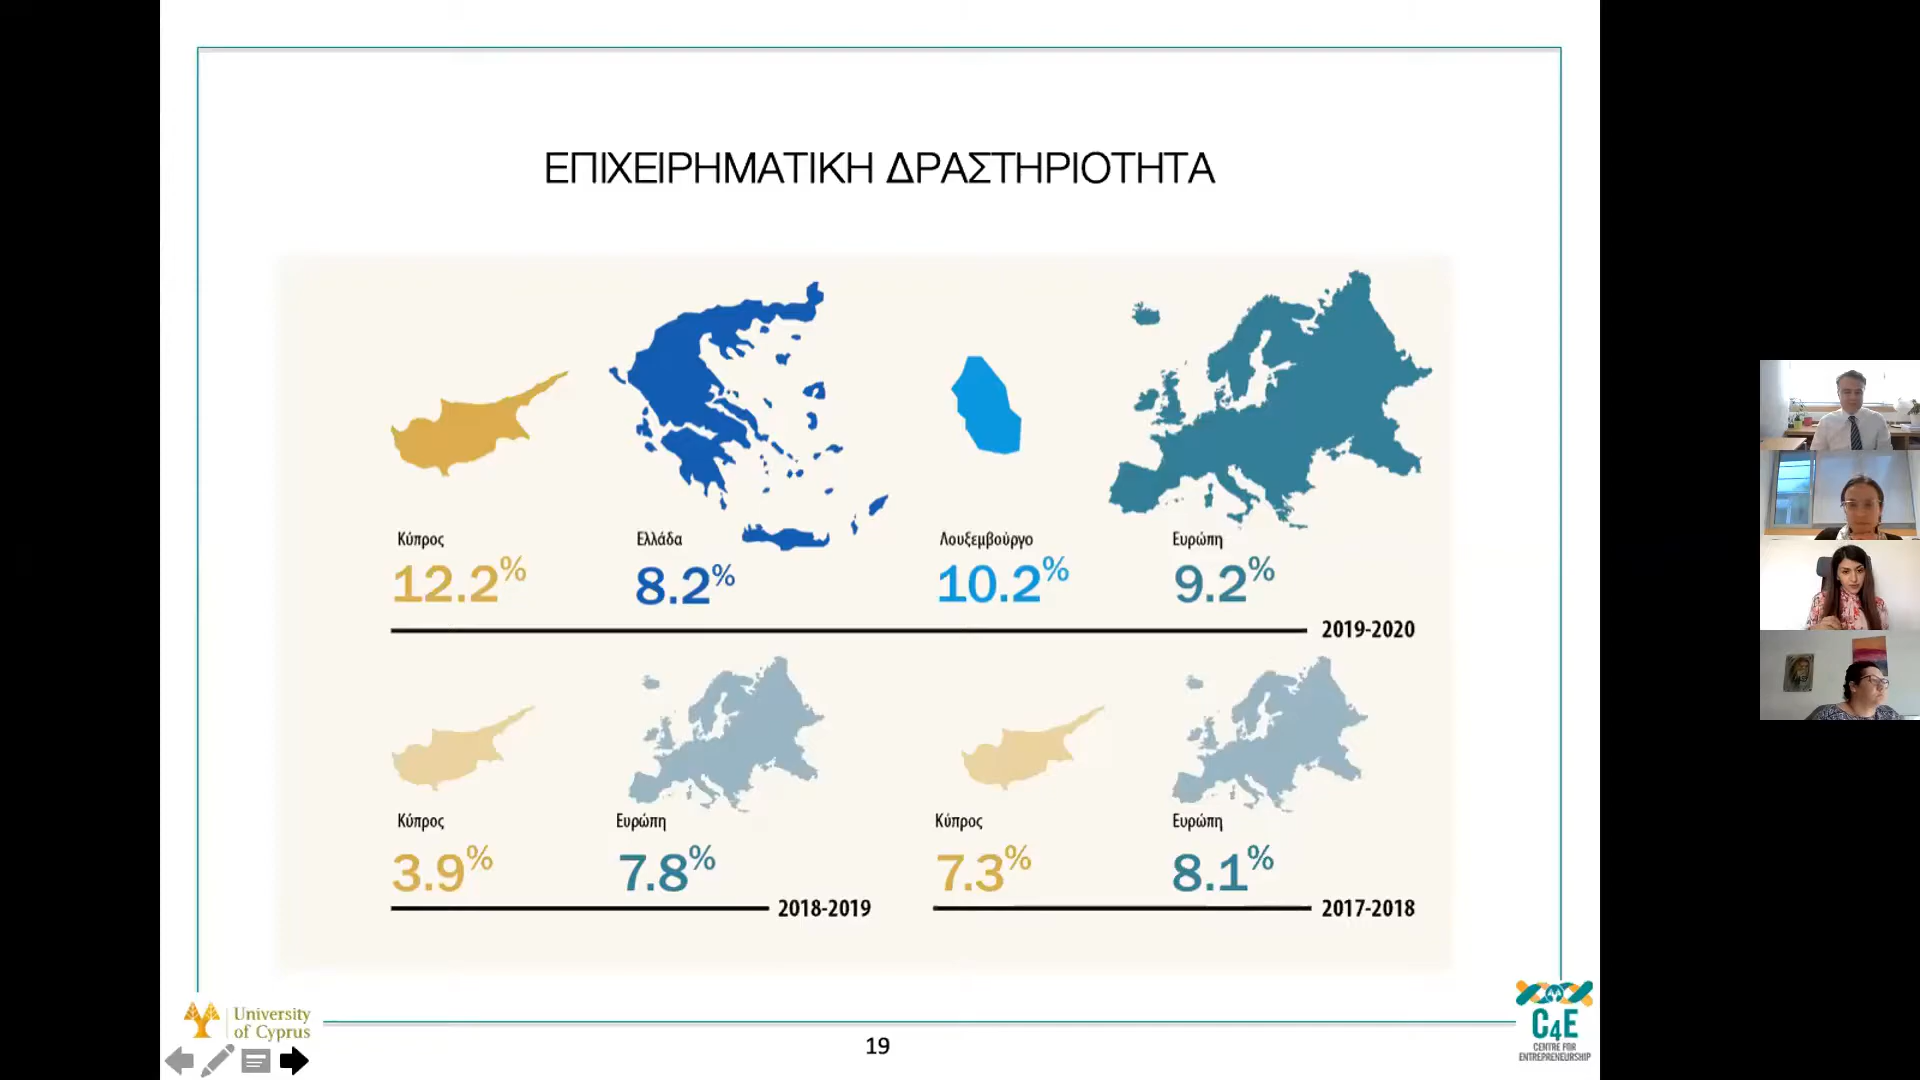 ΕΠΙΧΕΙΡΗΜΑΤΙΚΗ ΔΡΑΣΤΗΡΙΟΤΗΤΑ
Κύπρος
Ελλάδα
Λουξεμβούργο
Ευρώπη
12.2%
8.2%
10.2%
9.2%
2019-2020
Κύπρος
Ευρώπη
3.9%
7.8%
2018-2019
Κύπρος
Ευρώπη
7.3%
8.1%
2017-2018
University
of Cyprus
19
C4E
CENTRE FOR
ENTREPRENEURSHIP